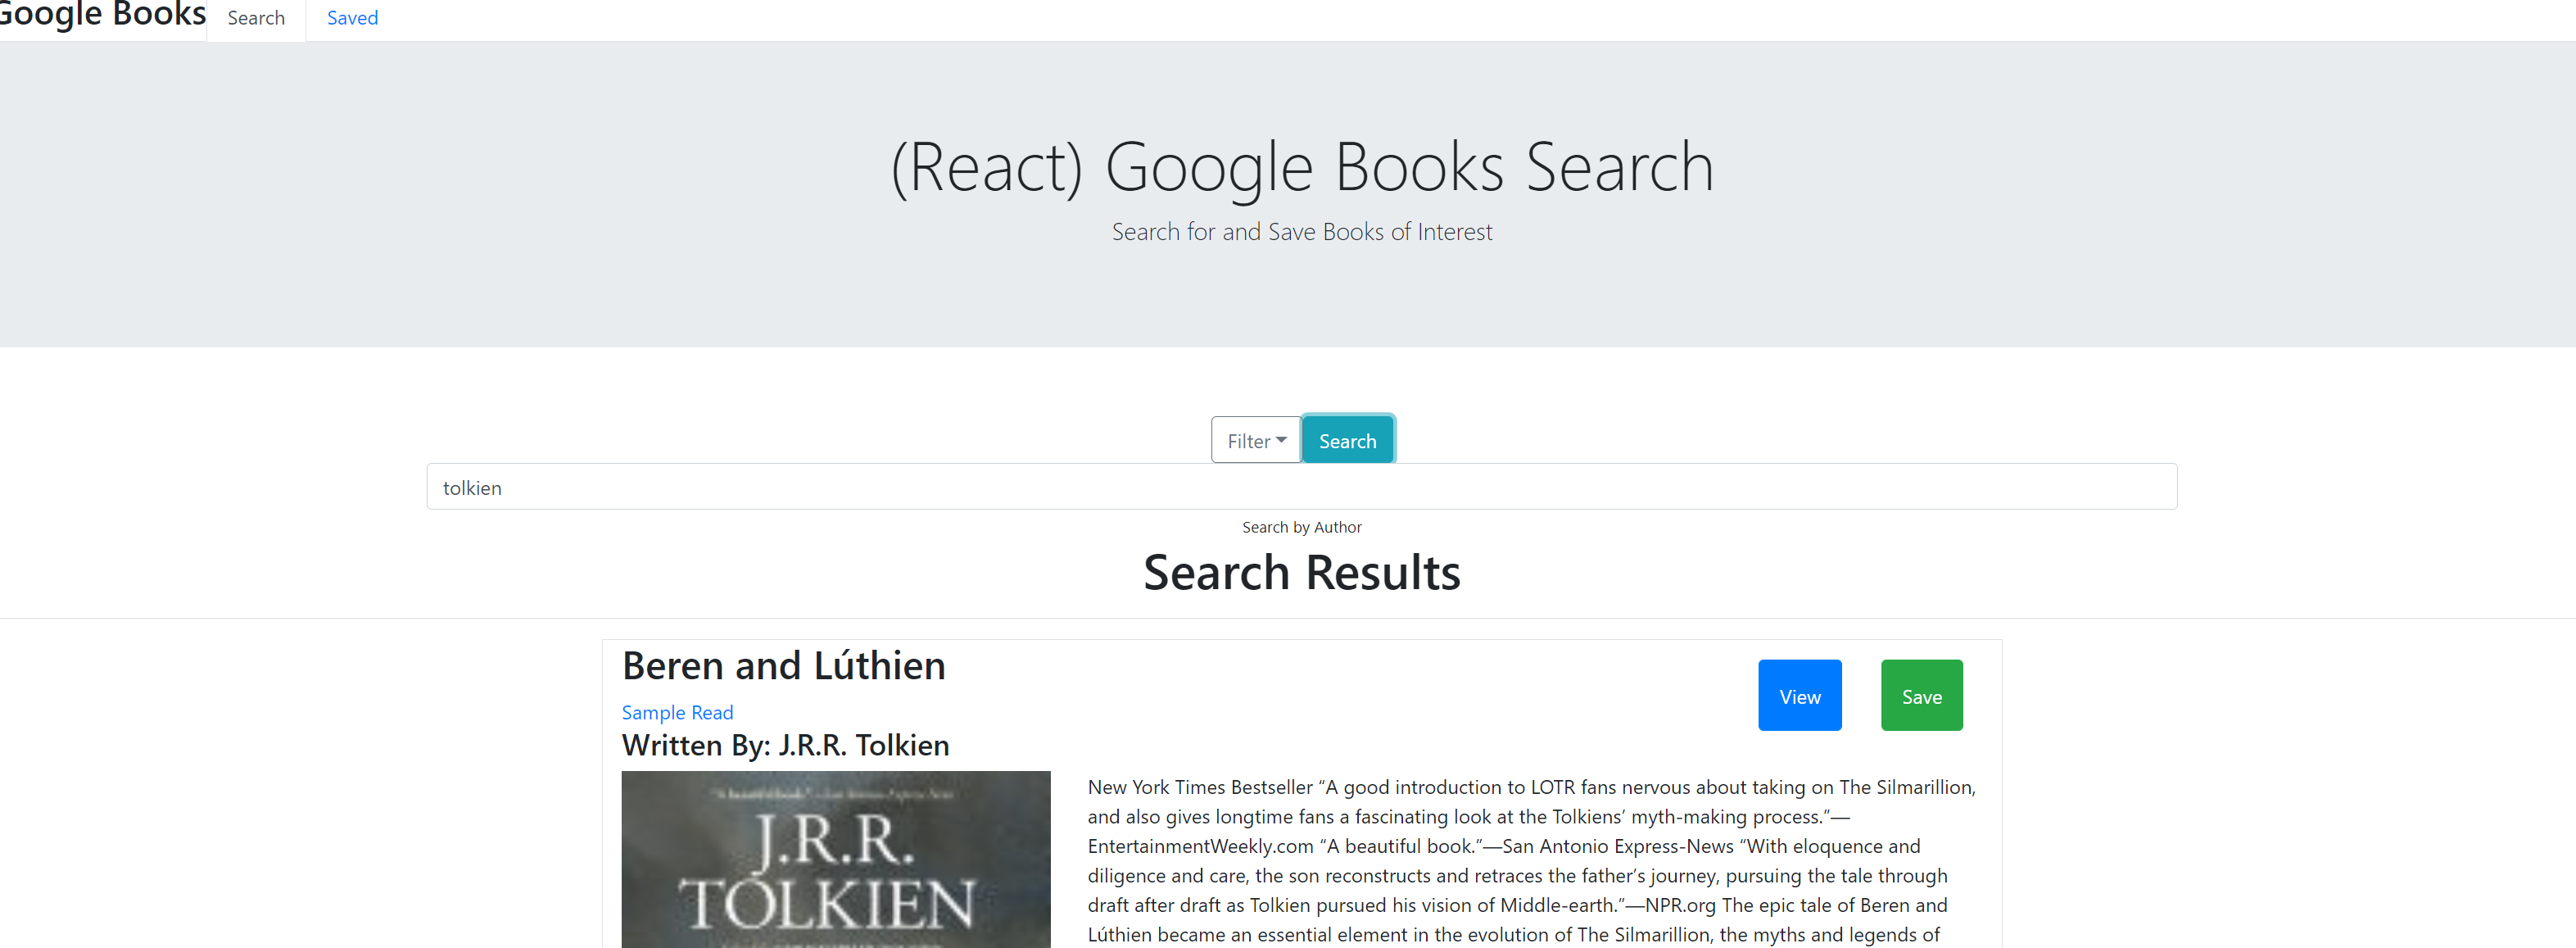 Google Books Search Saved
(React) Google Books Search
Search for and Save Books of Interest
Filter Search
tolkien
Search by Author
Search Results
Beren and Lúthien
View Save
Sample Read
Written By: J.R.R. Tolkien
J.R.R.
TOLKIEN
New York Times Bestseller “A good introduction to LOTR fans nervous about taking on The Silmarillion,
and also gives longtime fans a fascinating look at the Tolkiens’ myth-making process.”—
EntertainmentWeekly.com “A beautiful book.”—San Antonio Express-News “With eloquence and
diligence and care, the son reconstructs and retraces the father’s journey, pursuing the tale through
draft after draft as Tolkien pursued his vision of Middle-earth.”—NPR.org The epic tale of Beren and
Lúthien became an essential element in the evolution of The Silmarillion, the myths and legends of